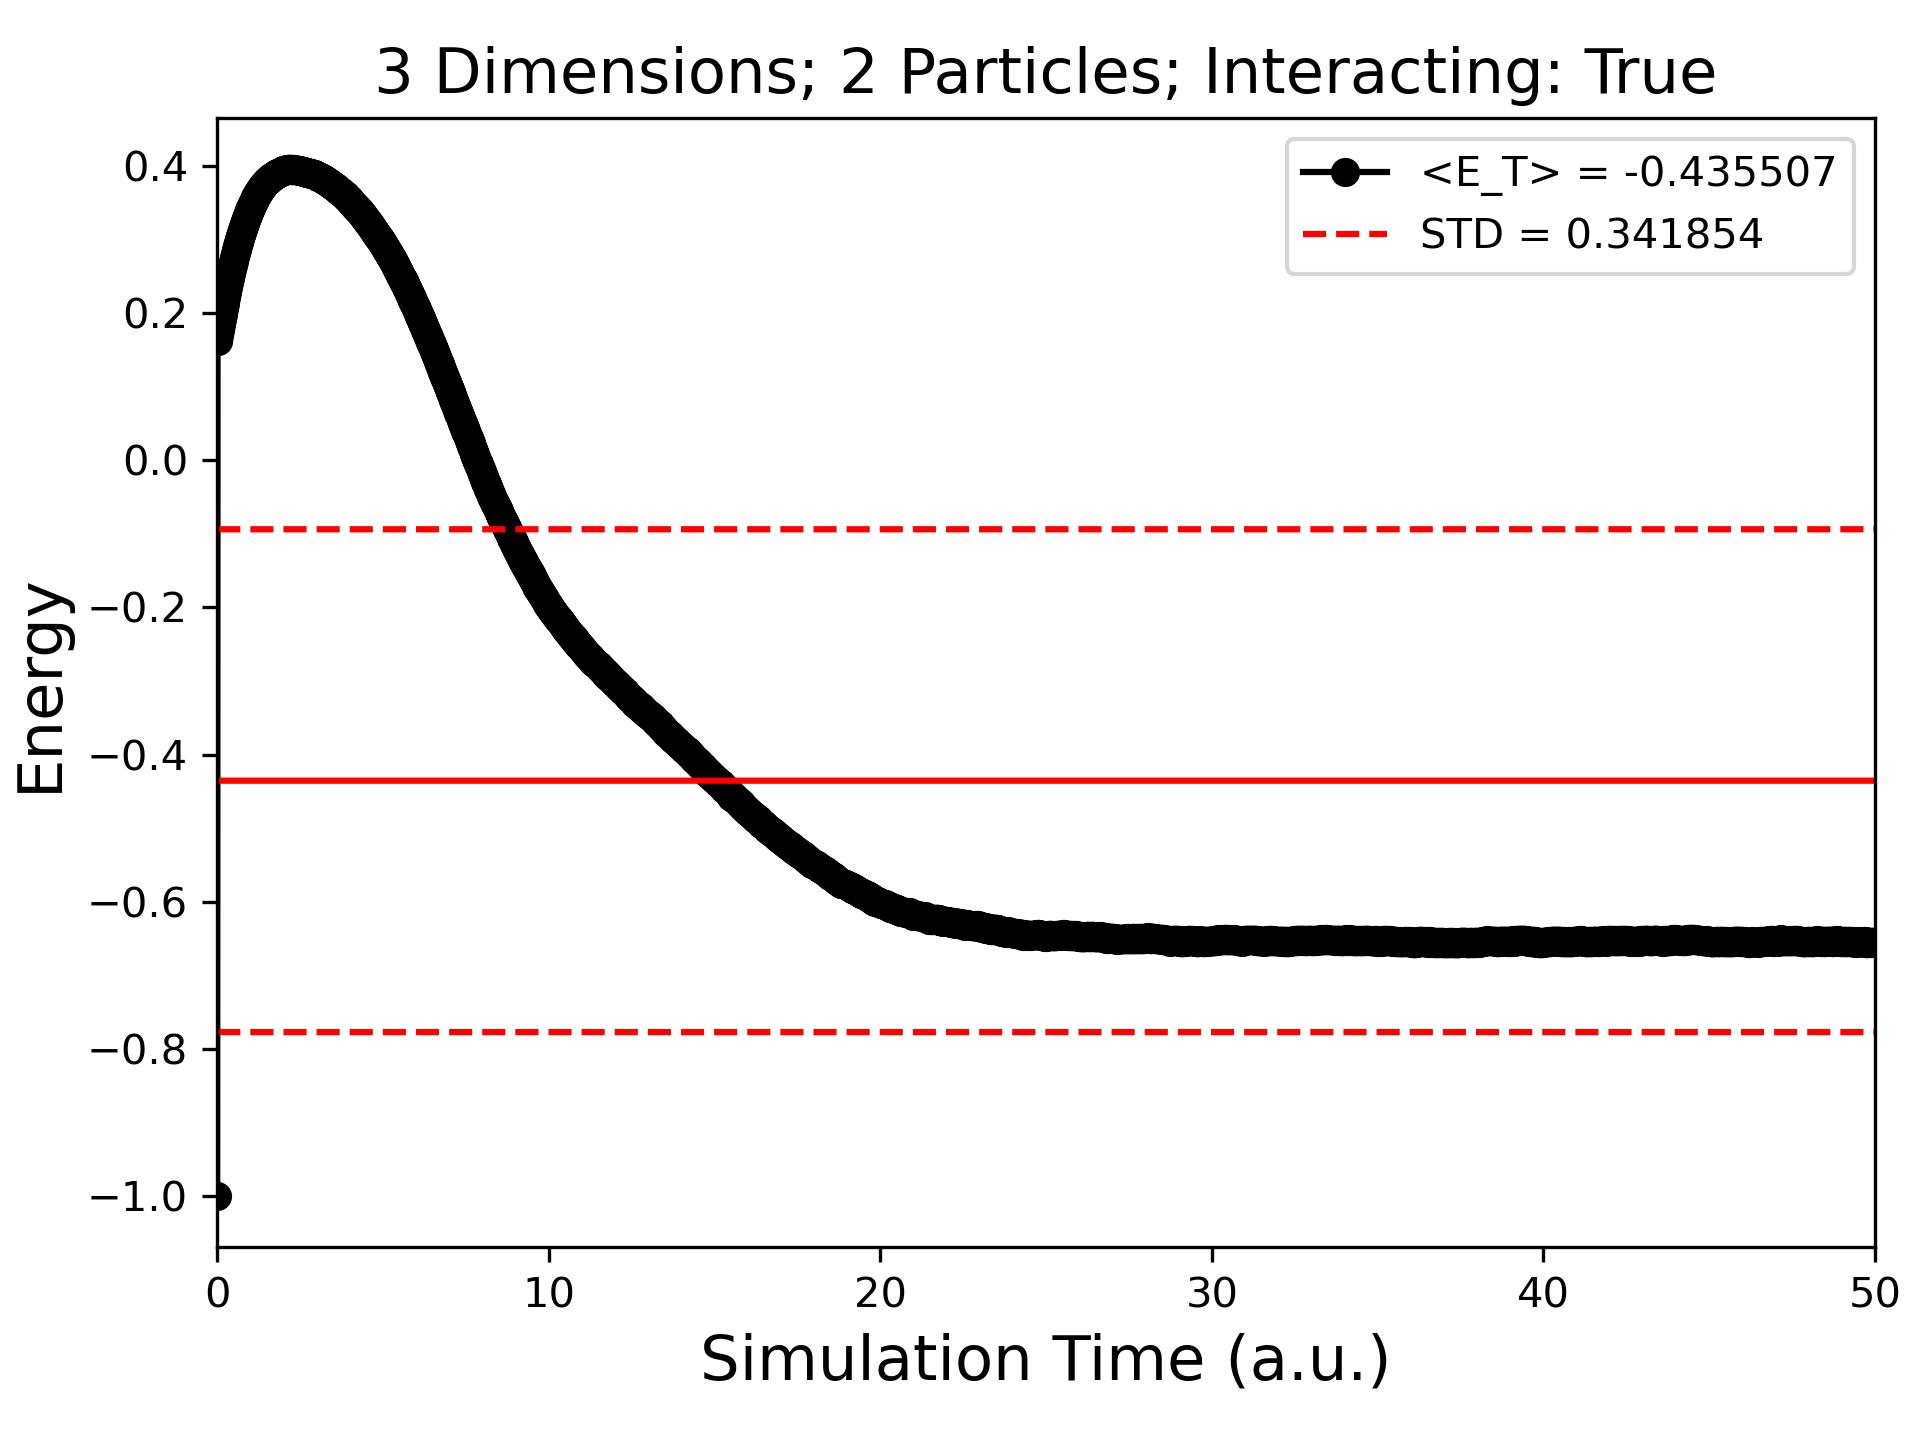 3 Dimensions; 2 Particles; Interacting: True
<E_T> = -0.435507
STD = 0.341854
Energy
0.4
0.2
0.0
−0.2
−0.4
−0.6
−0.8
−1.0
0 10 20 30 40 50
Simulation Time (a.u.)